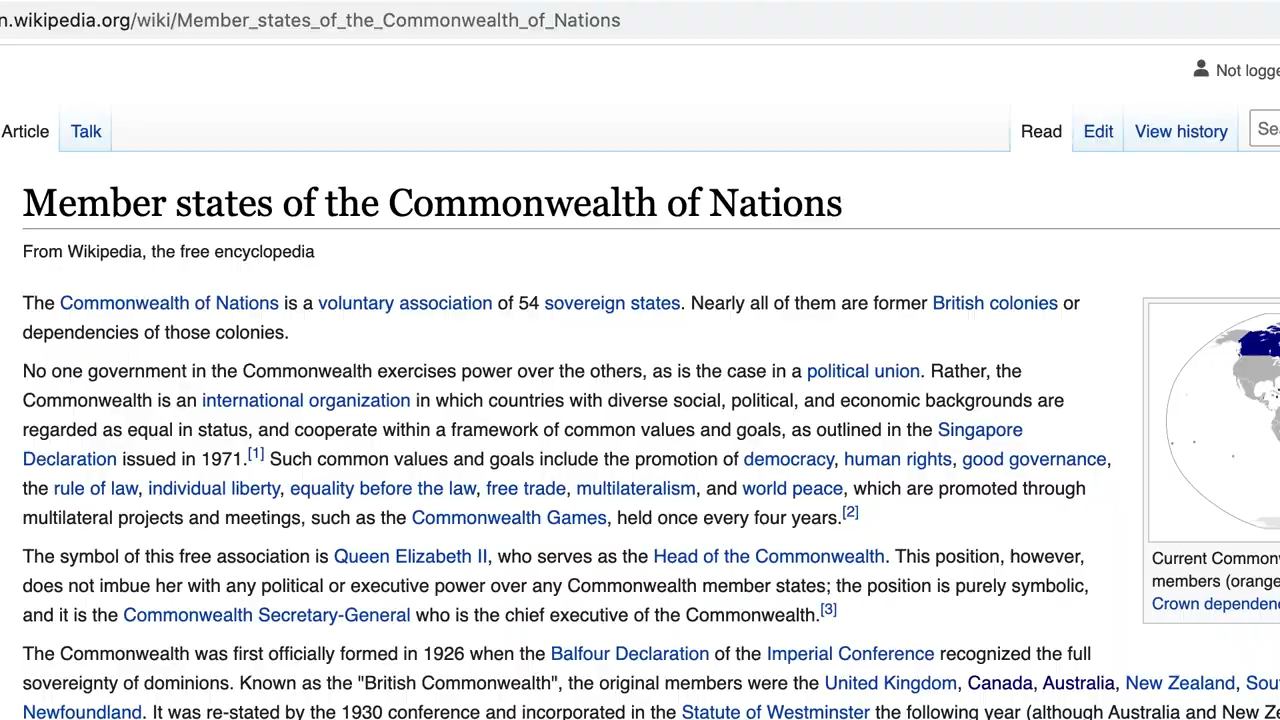 n.wikipedia.org/wiki/Member_states_of_the_Commonwealth_of_Nations
Not logge
Article Talk Read Edit View history Sea
Member states of the Commonwealth of Nations
From Wikipedia, the free encyclopedia
The Commonwealth of Nations is a voluntary association of 54 sovereign states. Nearly all of them are former British colonies or
dependencies of those colonies.
No one government in the Commonwealth exercises power over the others, as is the case in a political union. Rather, the
Commonwealth is an international organization in which countries with diverse social, political, and economic backgrounds are
regarded as equal in status, and cooperate within a framework of common values and goals, as outlined in the Singapore
Declaration issued in 1971.[1] Such common values and goals include the promotion of democracy, human rights, good governance,
the rule of law, individual liberty, equality before the law, free trade, multilateralism, and world peace, which are promoted through
multilateral projects and meetings, such as the Commonwealth Games, held once every four years.[2]
The symbol of this free association is Queen Elizabeth II, who serves as the Head of the Commonwealth. This position, however,
does not imbue her with any political or executive power over any Commonwealth member states; the position is purely symbolic,
and it is the Commonwealth Secretary-General who is the chief executive of the Commonwealth.[3]
The Commonwealth was first officially formed in 1926 when the Balfour Declaration of the Imperial Conference recognized the full
sovereignty of dominions. Known as the "British Commonwealth", the original members were the United Kingdom, Canada, Australia, New Zealand, Sou
Newfoundland. It was re-stated by the 1930 conference and incorporated in the Statute of Westminster the following year (although Australia and New Ze
Current Common
members (orange
Crown dependen